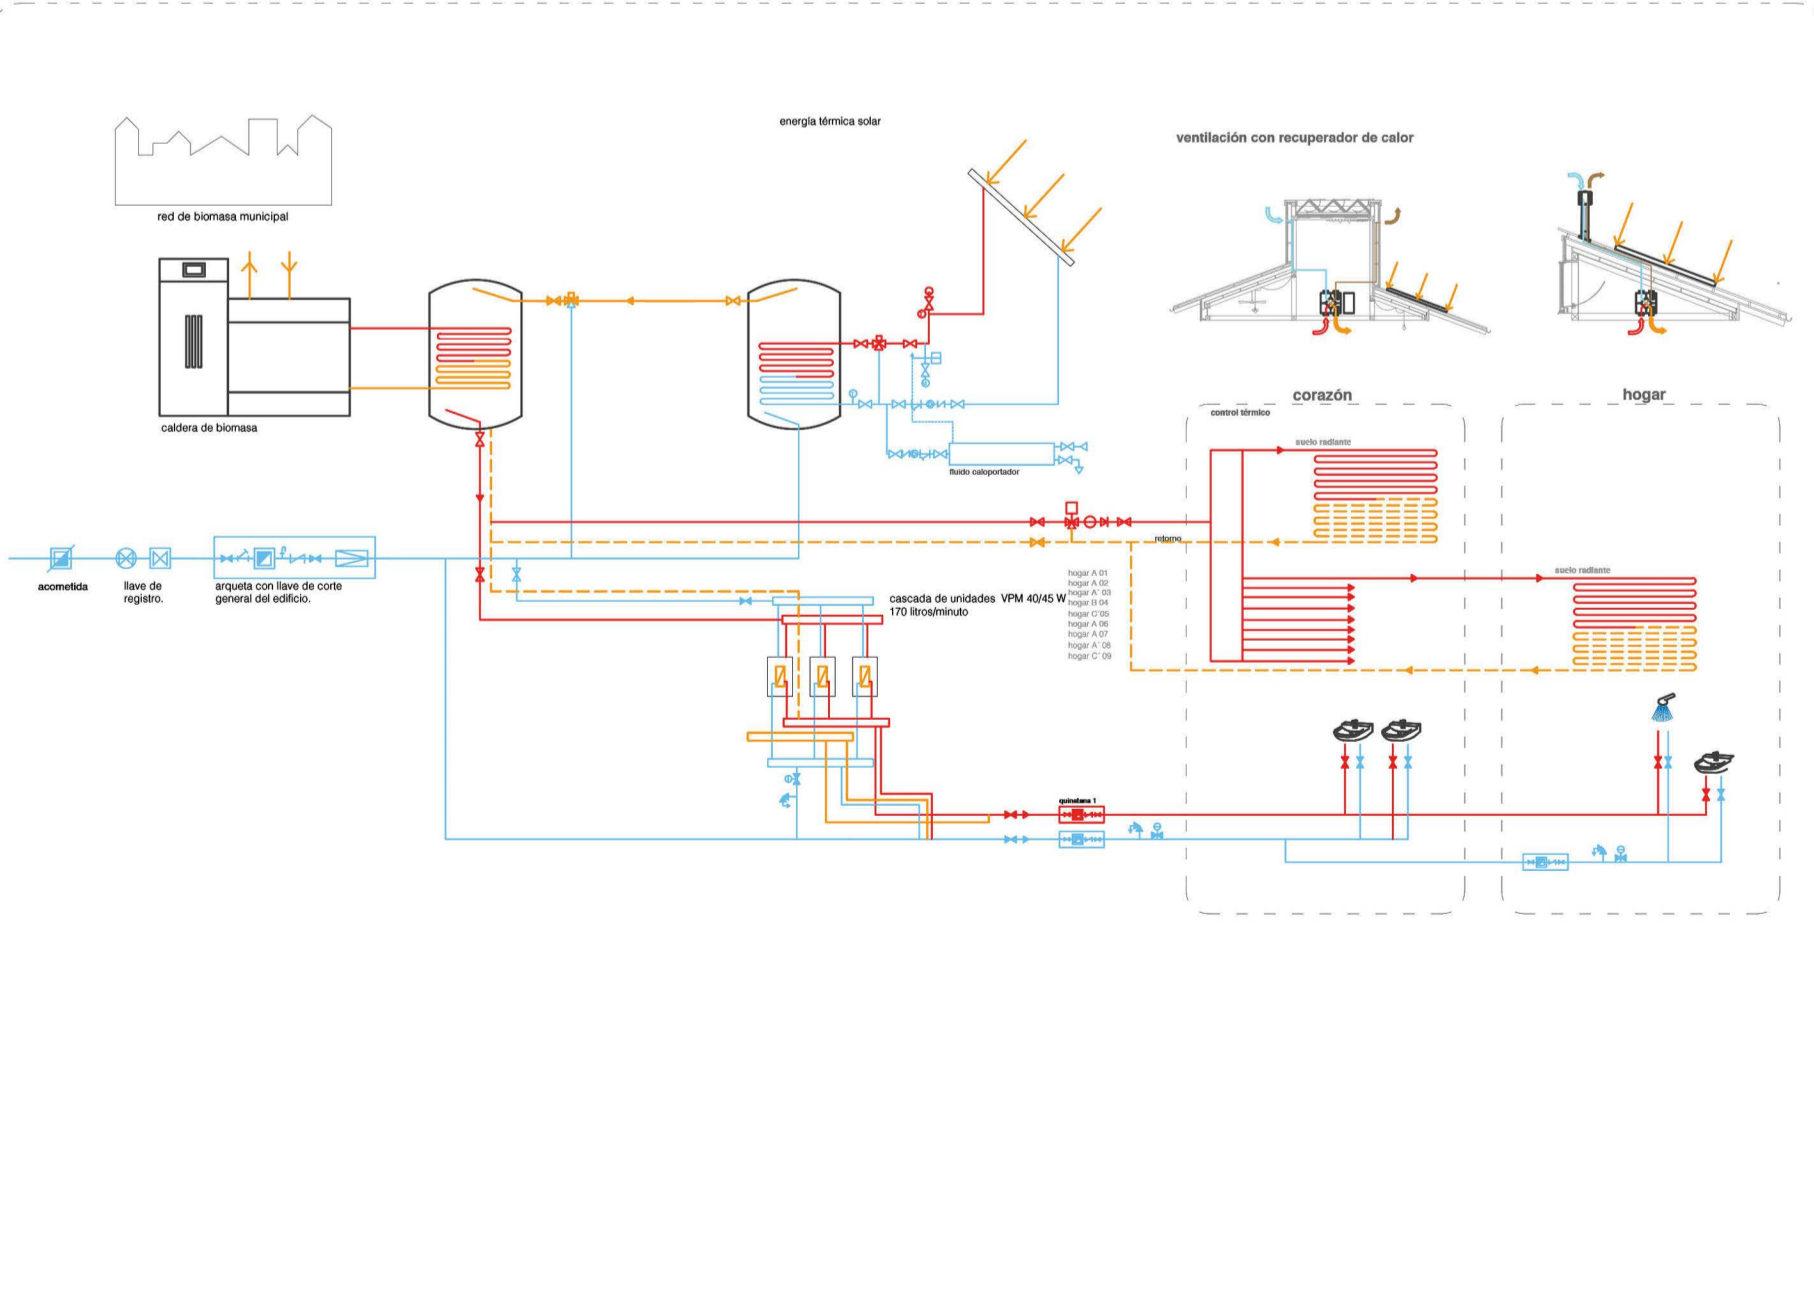 energía térmica solar
ventilación con recuperador de calor
red de biomasa municipal
caldera de biomasa
fluido caloportador
corazón
hogar
control térmico
suelo radiante
retorno
suelo radiante
acometida
llave de
registro.
arqueta con llave de corte
general del edificio.
cascada de unidades VPM 40/45 W
170 litros/minuto
hogar A 01
hogar A 02
hogar A´ 03
hogar B 04
hogar C´05
hogar A 06
hogar A 07
hogar A´ 08
hogar C´ 09